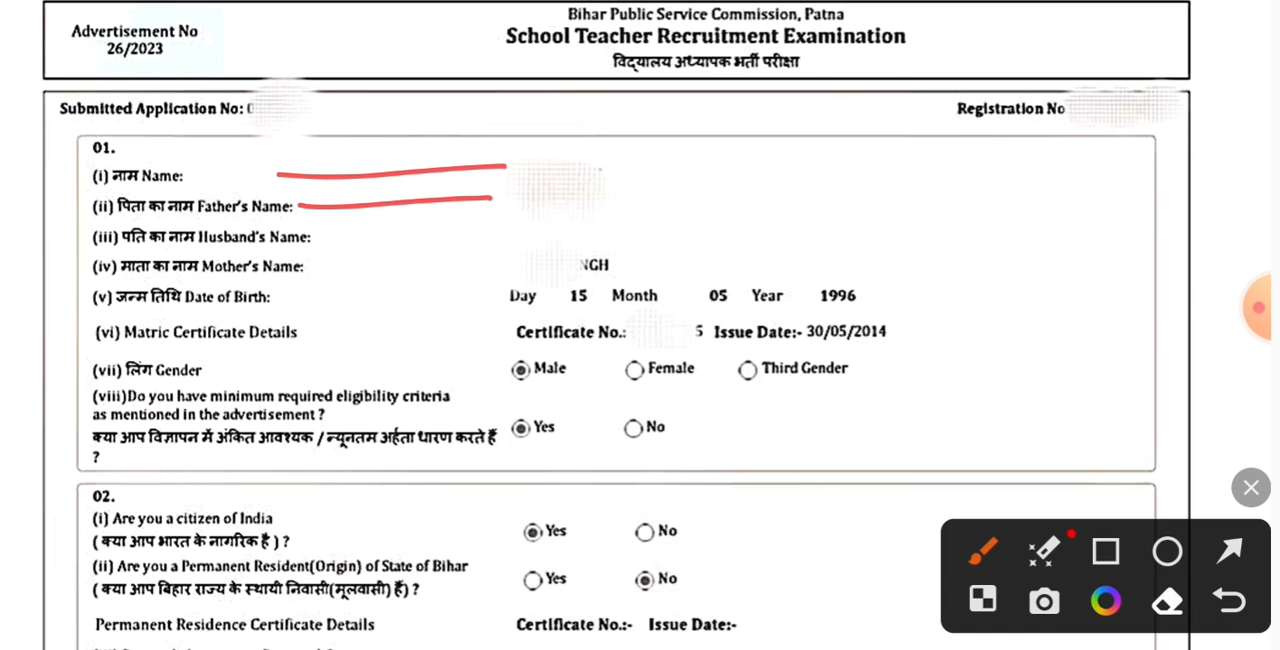 Bihar Public Service Commission, Patna
Advertisement No
26/2023
School Teacher Recruitment Examination
विद्यालय अध्यापक भर्ती परीक्षा
Submitted Application No: 0
Registration No
01.
(i) नाम Name:
(ii) पिता का नाम Father's Name:
(iii) पति का नाम Husband's Name:
(iv) माता का नाम Mother's Name: NGH
(v) जन्म तिथि Date of Birth: Day 15 Month 05 Year 1996
(vi) Matric Certificate Details Certificate No.: 5 Issue Date:- 30/05/2014
(vii) लिंग Gender Male Female Third Gender
(viii)Do you have minimum required eligibility criteria
as mentioned in the advertisement ?
Yes No
क्या आप विज्ञापन में अंकित आवश्यक / न्यूनतम अर्हता धारण करते हैं
?
02.
(i) Are you a citizen of India
Yes No
( क्या आप भारत के नागरिक है ) ?
(ii) Are you a Permanent Resident(Origin) of State of Bihar
Yes No
( क्या आप बिहार राज्य के स्थायी निवासी(मूलवासी) हैं) ?
Permanent Residence Certificate Details Certificate No.:- Issue Date:-